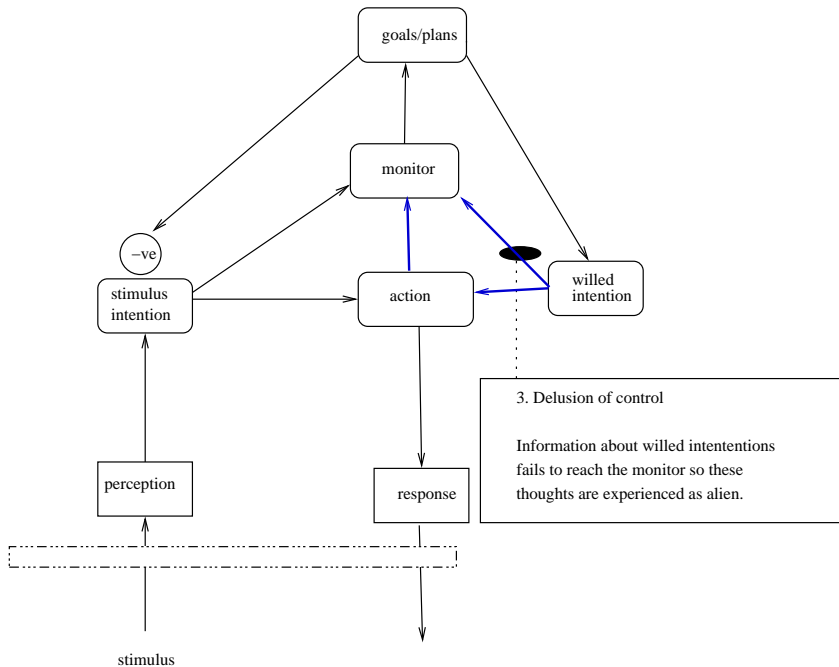 goals/plans
monitor
−ve
stimulus
intention
action
willed
intention
3. Delusion of control
Information about willed intententions
fails to reach the monitor so these
thoughts are experienced as alien.
perception
response
stimulus